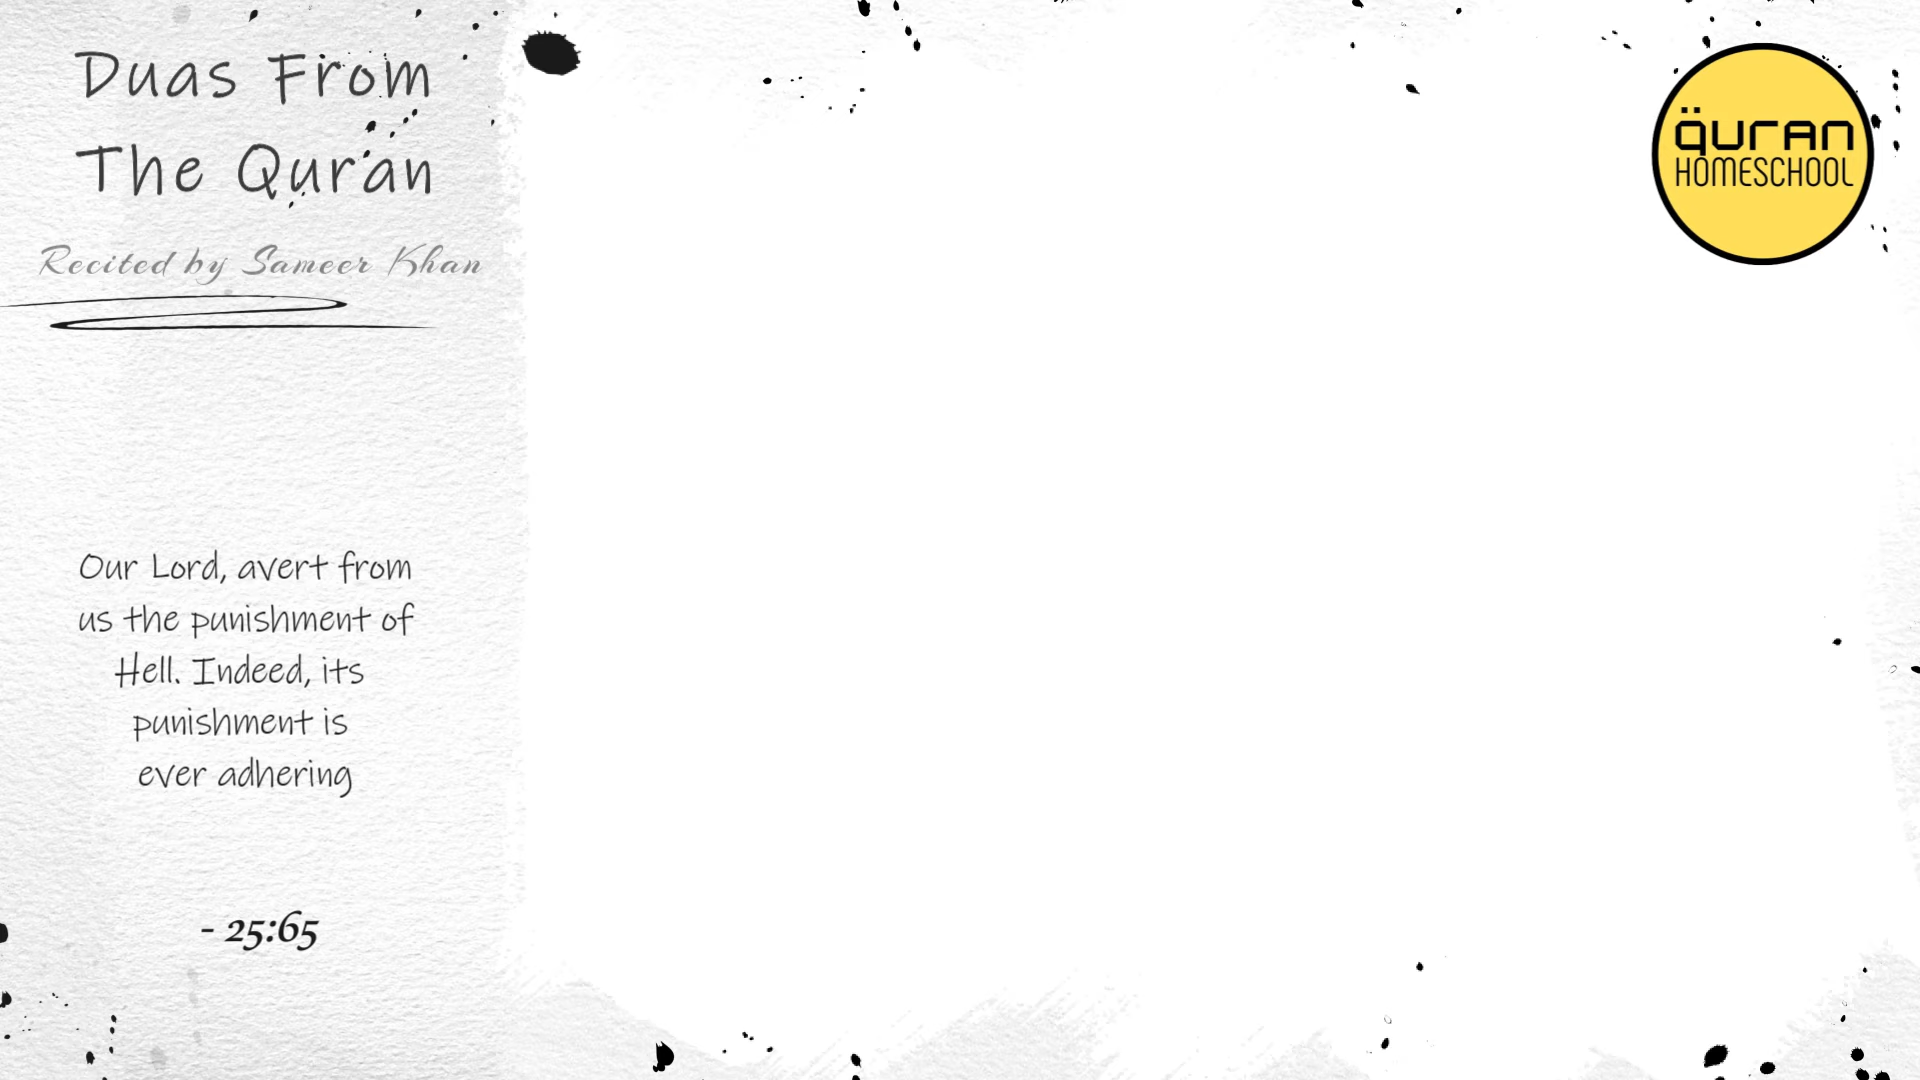 Duas From
The Quran
Recited by Sameer Khan
Our Lord, avert from
us the punishment of
Hell. Indeed, its
punishment is
ever adhering
- 25:65
QURAN
HOMESCHOOL